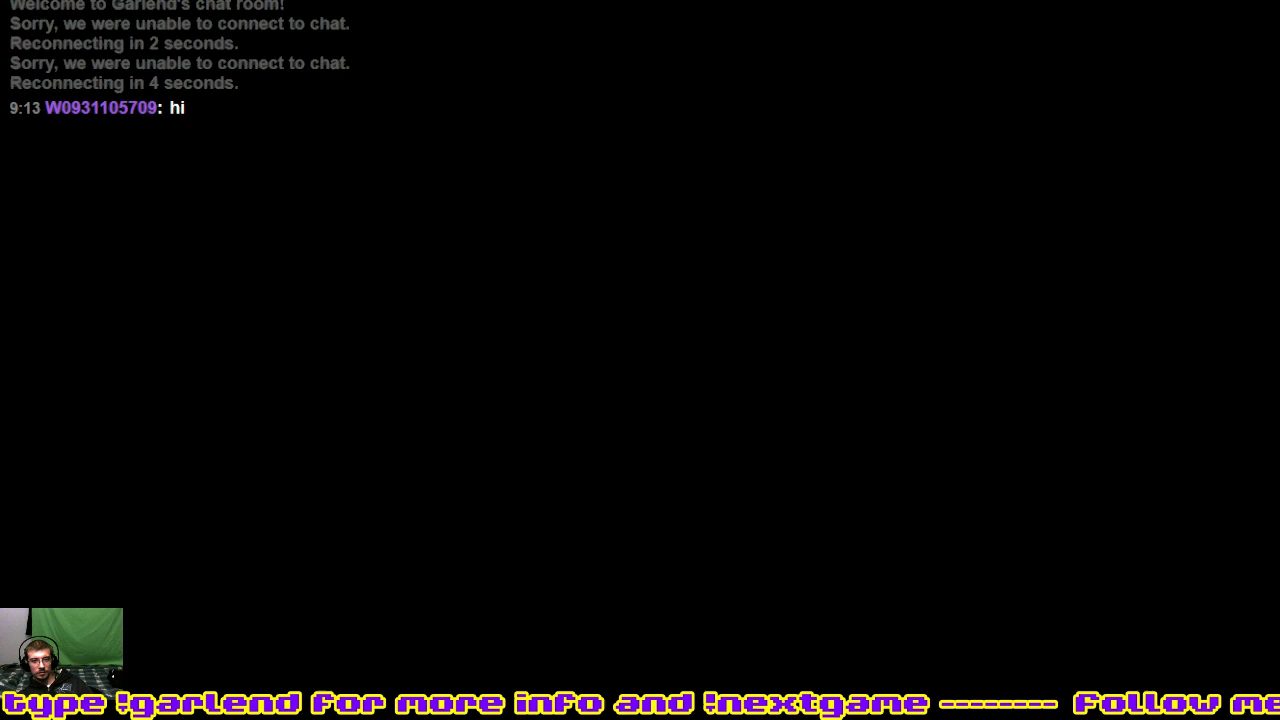 Welcome to Garlend's chat room!
Sorry, we were unable to connect to chat.
Reconnecting in 2 seconds.
Sorry, we were unable to connect to chat.
Reconnecting in 4 seconds.
9:13 W0931105709: hi
type !garlend for more info and !nextgame -------- Follow me